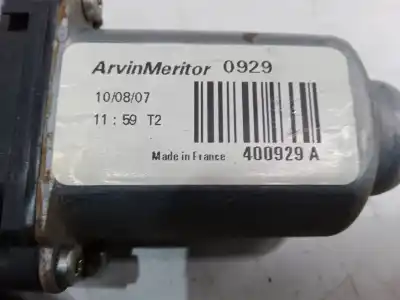 ArvinMeritor 0929
10/08/07
11 : 59 T2
Made in France 400929 A